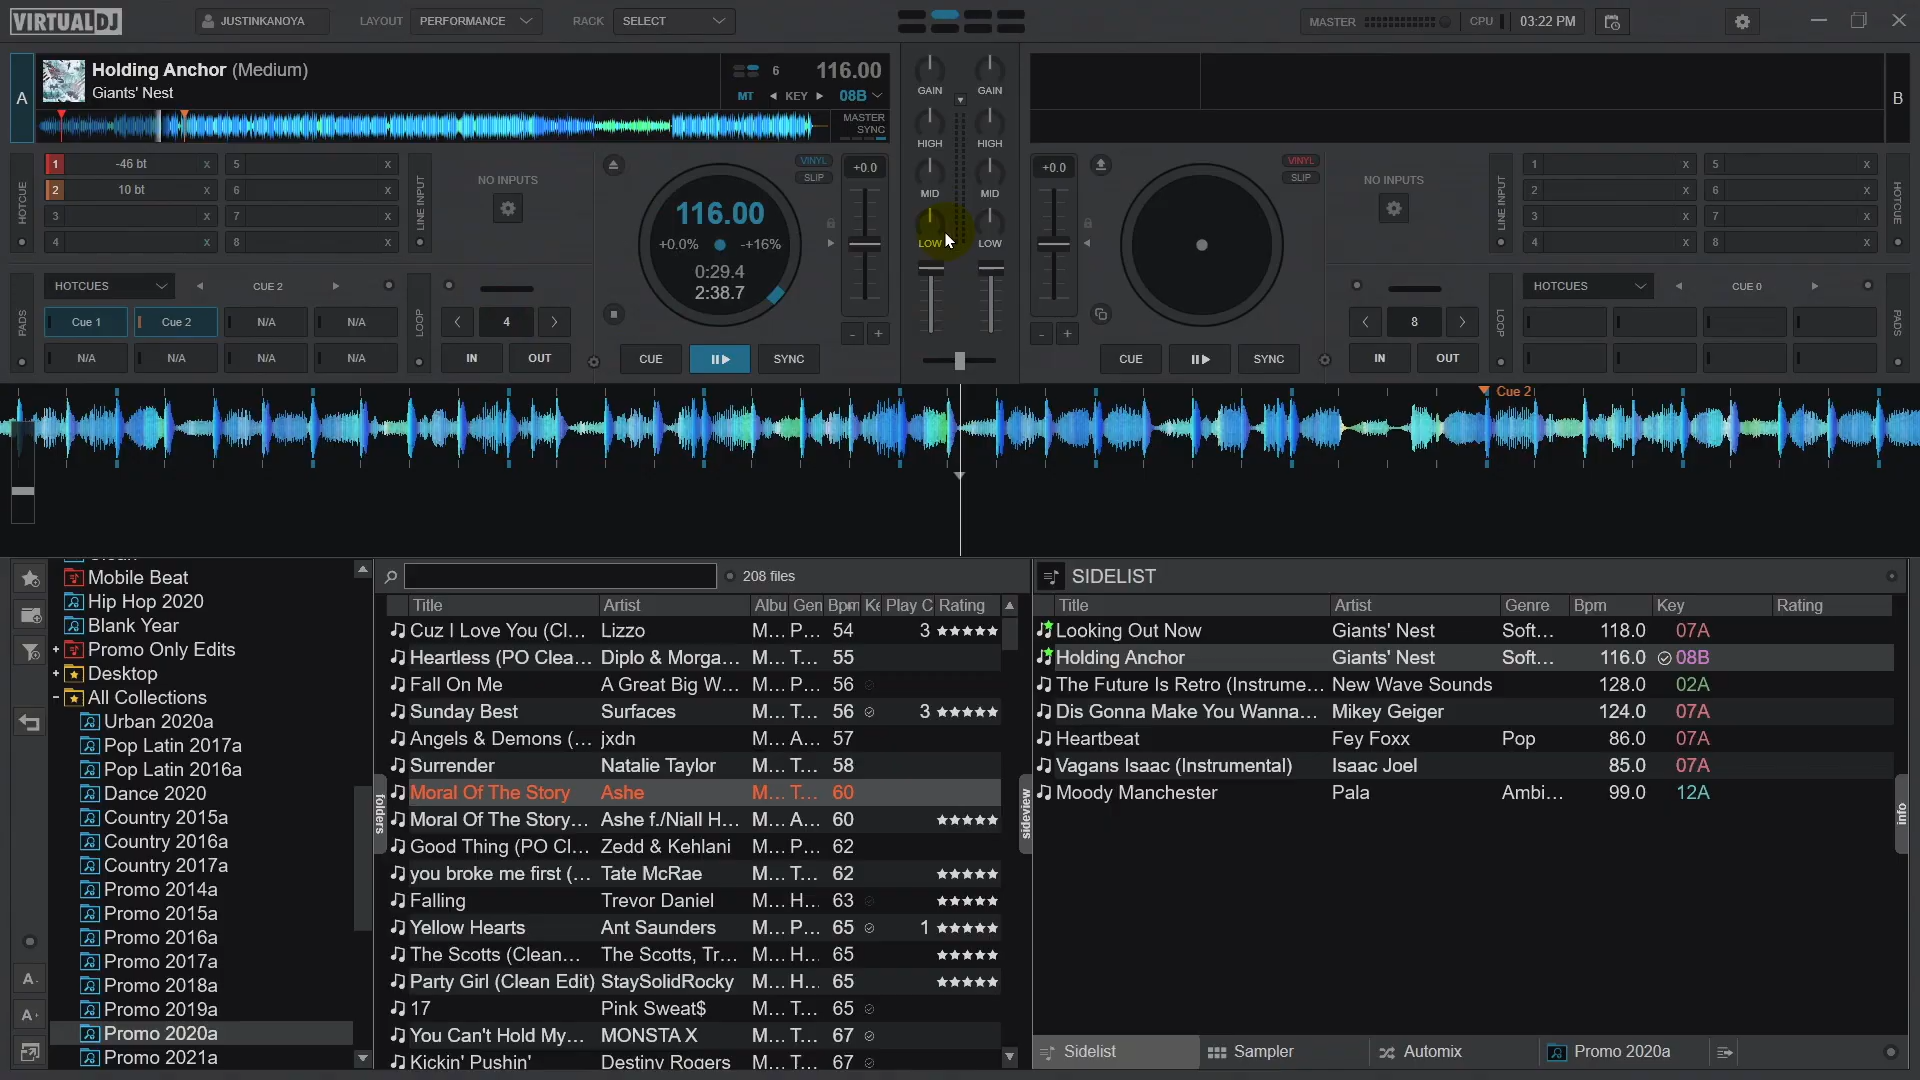 VIRTUALDJ
JUSTINKANOYA
LAYOUT PERFORMANCE
RACK SELECT
MASTER
CPU
03:22 PM
A
Holding Anchor (Medium)
Giants' Nest
6
116.00
MT
KEY
08B
MASTER
SYNC
GAIN GAIN
HIGH HIGH
MID MID
LOW LOW
B
HOTCUE
1 -46 bt x
2 10 bt x
3 x
4 x
5 x
6 x
7 x
8 x
LINE INPUT
NO INPUTS
VINYL
SLIP
116.00
+0.0% -+16%
0:29.4
2:38.7
+0.0
- +
+0.0
- +
VINYL
SLIP
NO INPUTS
LINE INPUT
1 x
2 x
3 x
4 x
5 x
6 x
7 x
8 x
HOTCUE
PADS
HOTCUES
CUE 2
Cue 1 Cue 2 N/A N/A
N/A N/A N/A N/A
LOOP
4
IN OUT
CUE
SYNC
CUE
SYNC
8
IN OUT
LOOP
HOTCUES
CUE 0
PADS
Cue 2
Mobile Beat
Hip Hop 2020
Blank Year
+ Promo Only Edits
+ Desktop
- All Collections
Urban 2020a
Pop Latin 2017a
Pop Latin 2016a
Dance 2020
Country 2015a
Country 2016a
Country 2017a
Promo 2014a
Promo 2015a
Promo 2016a
Promo 2017a
Promo 2018a
Promo 2019a
Promo 2020a
Promo 2021a
A-
A+
folders
208 files
Title Artist Albu Gen Bpm Ke Play C Rating
Cuz I Love You (Cl... Lizzo M... P... 54 3 ★★★★★
Heartless (PO Clea... Diplo & Morga... M... T... 55
Fall On Me A Great Big W... M... P... 56
Sunday Best Surfaces M... T... 56 3 ★★★★★
Angels & Demons (... jxdn M... A... 57
Surrender Natalie Taylor M... T... 58
Moral Of The Story Ashe M... T... 60
Moral Of The Story... Ashe f./Niall H... M... A... 60 ★★★★★
Good Thing (PO Cl... Zedd & Kehlani M... P... 62
you broke me first (... Tate McRae M... T... 62 ★★★★★
Falling Trevor Daniel M... H... 63 ★★★★★
Yellow Hearts Ant Saunders M... P... 65 1 ★★★★★
The Scotts (Clean... The Scotts, Tr... M... H... 65 ★★★★★
Party Girl (Clean Edit) StaySolidRocky M... H... 65 ★★★★★
17 Pink Sweat$ M... T... 65
You Can't Hold My... MONSTA X M... T... 67
Kickin' Pushin' Destiny Rogers M... H... 67
sideview
SIDELIST
Title Artist Genre Bpm Key Rating
Looking Out Now Giants' Nest Soft... 118.0 07A
Holding Anchor Giants' Nest Soft... 116.0 08B
The Future Is Retro (Instrume... New Wave Sounds 128.0 02A
Dis Gonna Make You Wanna... Mikey Geiger 124.0 07A
Heartbeat Fey Foxx Pop 86.0 07A
Vagans Isaac (Instrumental) Isaac Joel 85.0 07A
Moody Manchester Pala Ambi... 99.0 12A
info
Sidelist
Sampler
Automix
Promo 2020a